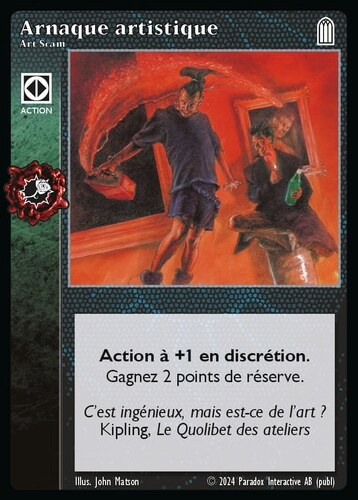 Arnaque artistique
Art Scam
ACTION
Action à +1 en discrétion.
Gagnez 2 points de réserve.
C'est ingénieux, mais est-ce de l'art ?
Kipling, Le Quolibet des ateliers
Illus. John Matson
© 2024 Paradox Interactive AB (publ)